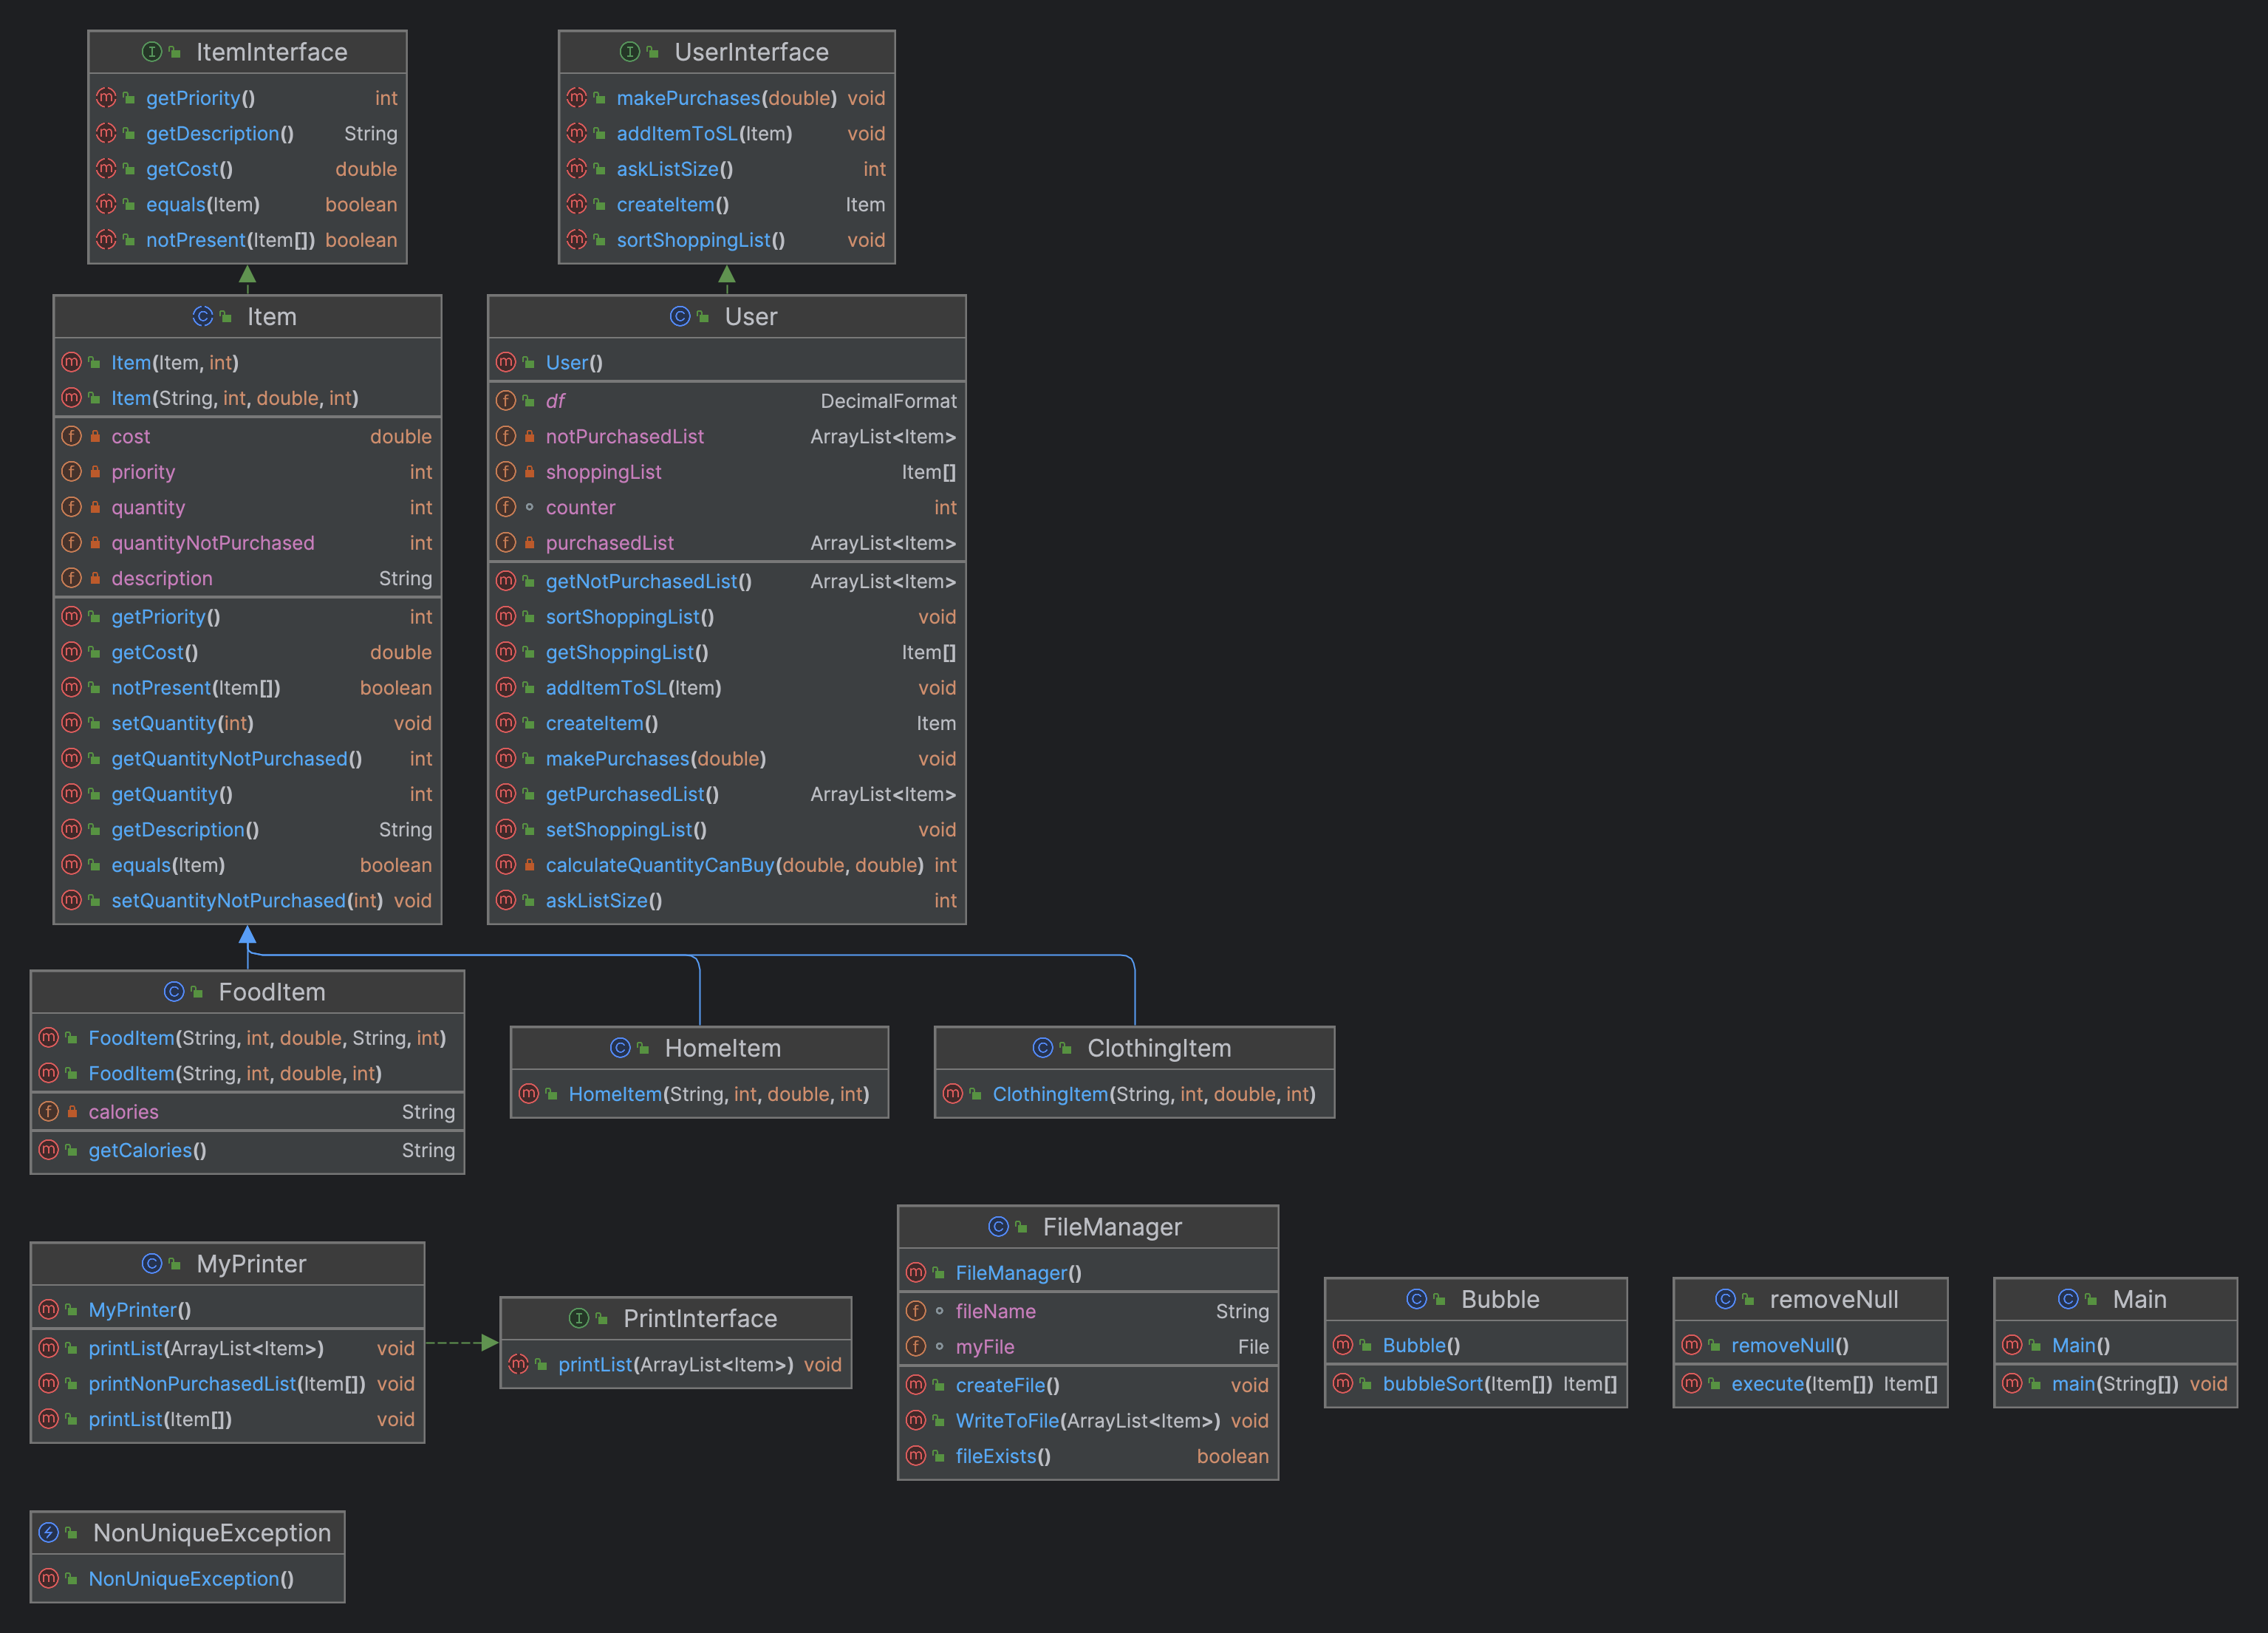 ItemInterface
getPriority() int
getDescription() String
getCost() double
equals(Item) boolean
notPresent(Item[]) boolean
UserInterface
makePurchases(double) void
addItemToSL(Item) void
askListSize() int
createItem() Item
sortShoppingList() void
Item
Item(Item, int)
Item(String, int, double, int)
cost double
priority int
quantity int
quantityNotPurchased int
description String
getPriority() int
getCost() double
notPresent(Item[]) boolean
setQuantity(int) void
getQuantityNotPurchased() int
getQuantity() int
getDescription() String
equals(Item) boolean
setQuantityNotPurchased(int) void
User
User()
df DecimalFormat
notPurchasedList ArrayList<Item>
shoppingList Item[]
counter int
purchasedList ArrayList<Item>
getNotPurchasedList() ArrayList<Item>
sortShoppingList() void
getShoppingList() Item[]
addItemToSL(Item) void
createItem() Item
makePurchases(double) void
getPurchasedList() ArrayList<Item>
setShoppingList() void
calculateQuantityCanBuy(double, double) int
askListSize() int
FoodItem
FoodItem(String, int, double, String, int)
FoodItem(String, int, double, int)
calories String
getCalories() String
HomeItem
HomeItem(String, int, double, int)
ClothingItem
ClothingItem(String, int, double, int)
MyPrinter
MyPrinter()
printList(ArrayList<Item>) void
printNonPurchasedList(Item[]) void
printList(Item[]) void
PrintInterface
printList(ArrayList<Item>) void
FileManager
FileManager()
fileName String
myFile File
createFile() void
WriteToFile(ArrayList<Item>) void
fileExists() boolean
Bubble
Bubble()
bubbleSort(Item[]) Item[]
removeNull
removeNull()
execute(Item[]) Item[]
Main
Main()
main(String[]) void
NonUniqueException
NonUniqueException()